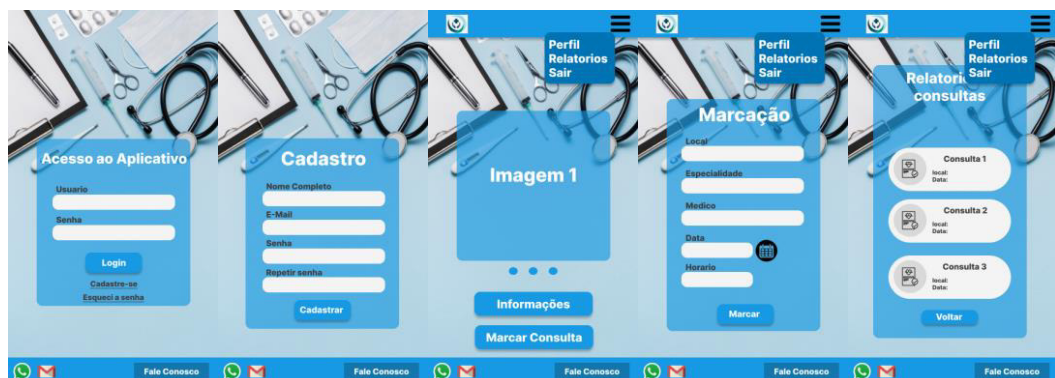 Acesso ao Aplicativo
Usuario
Senha
Login
Cadastre-se
Esqueci a senha
Fale Conosco
Cadastro
Nome Completo
E-Mail
Senha
Repetir senha
Cadastrar
Fale Conosco
Perfil
Relatorios
Sair
Imagem 1
Informações
Marcar Consulta
Fale Conosco
Perfil
Relatorios
Sair
Marcação
Local
Especialidade
Medico
Data
Horario
Marcar
Fale Conosco
Perfil
Relatorios
Sair
consultas
Consulta 1
local:
Data:
Consulta 2
local:
Data:
Consulta 3
local:
Data:
Voltar
Fale Conosco